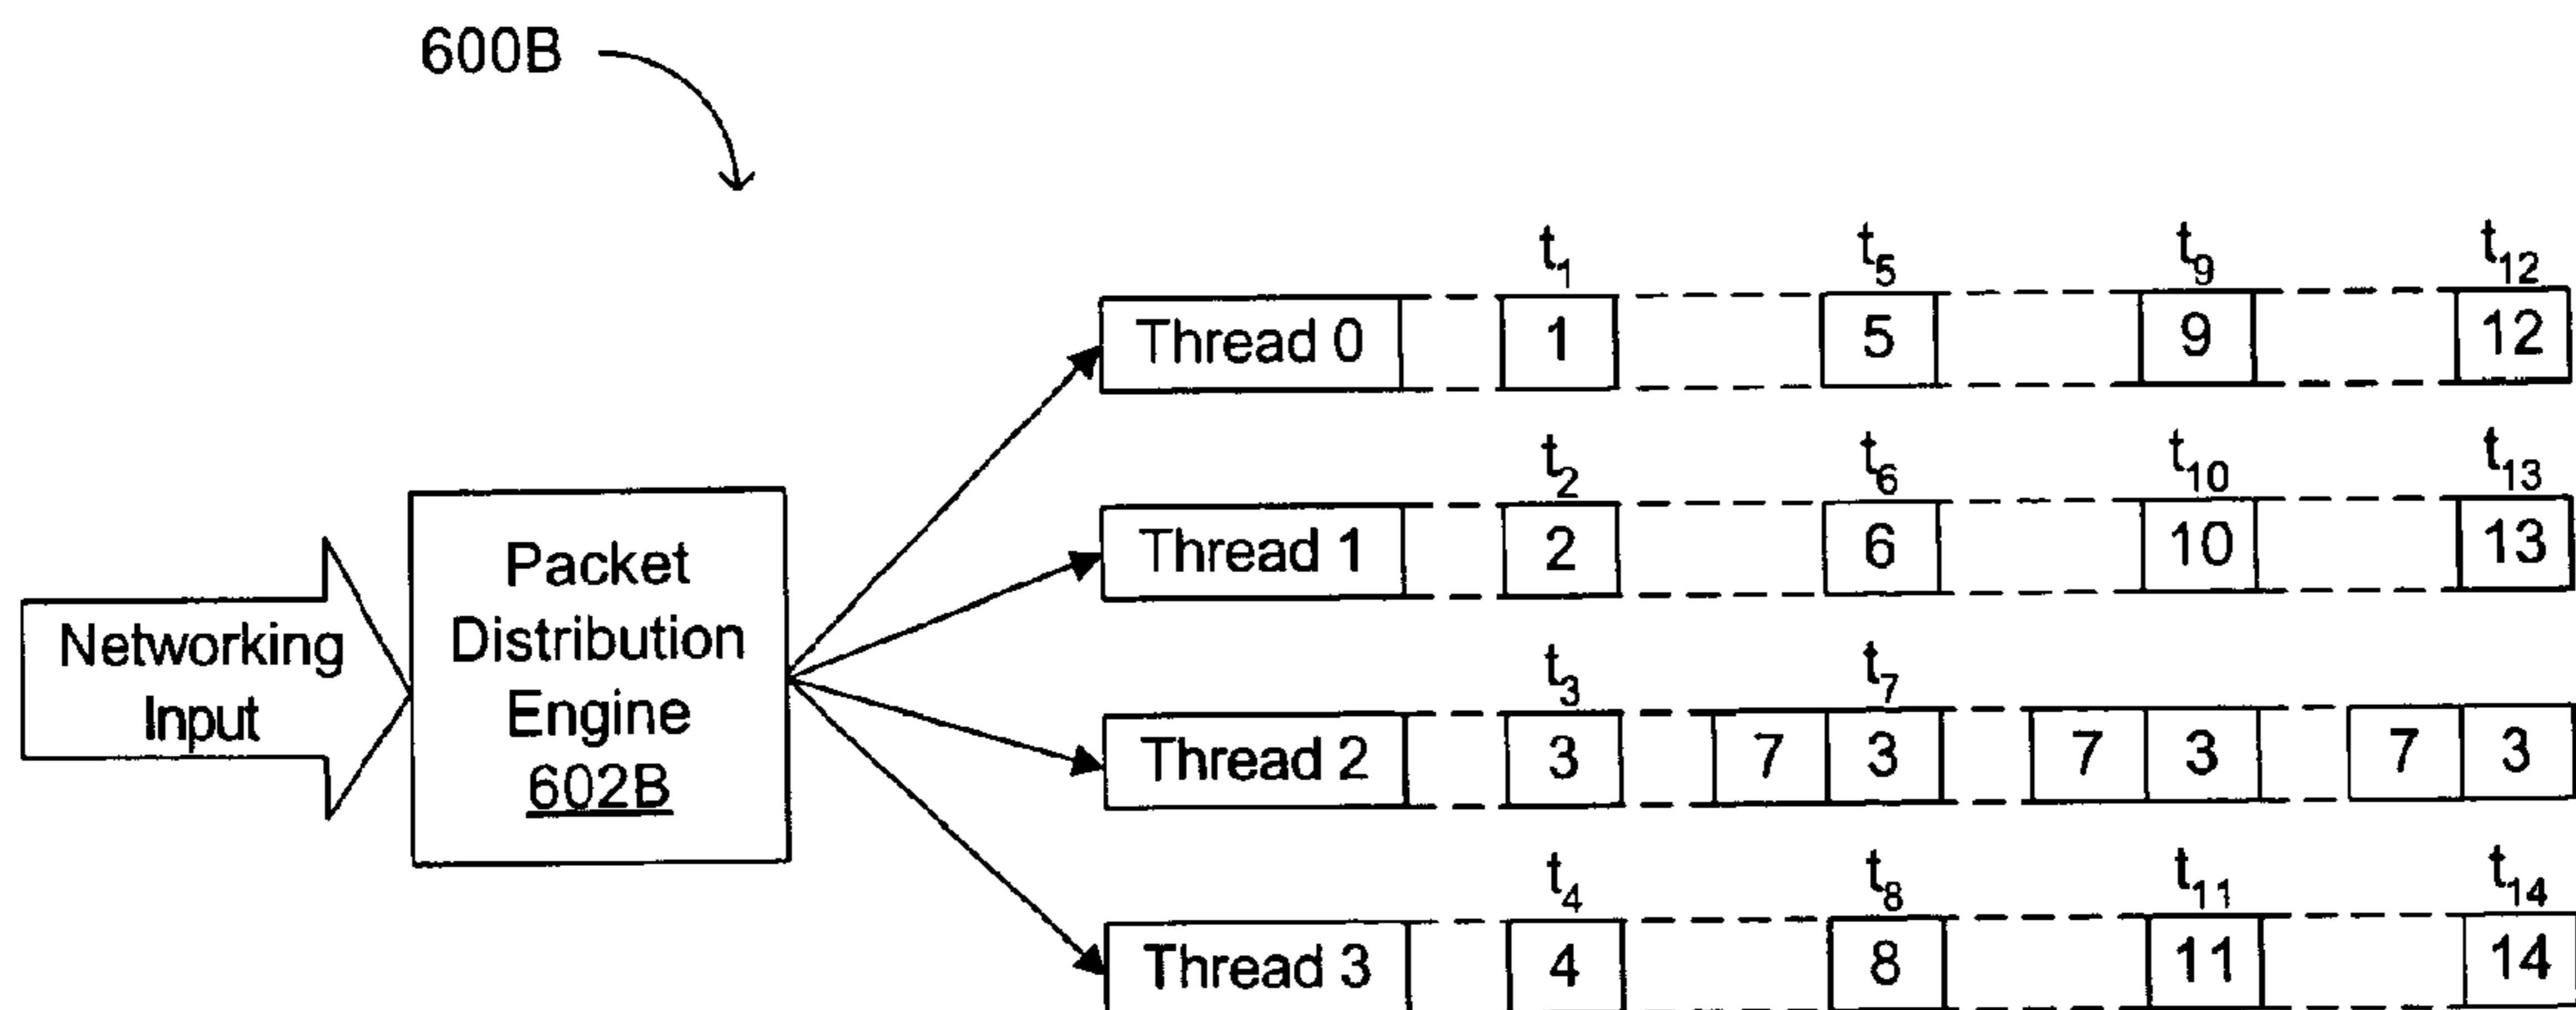 600B
t1 t5 t9 t12
Thread 0 1 5 9 12
t2 t6 t10 t13
Thread 1 2 6 10 13
Packet
Distribution
Engine
602B
Networking
Input
t3 t7
Thread 2 3 7 3 7 3 7 3
t4 t8 t11 t14
Thread 3 4 8 11 14